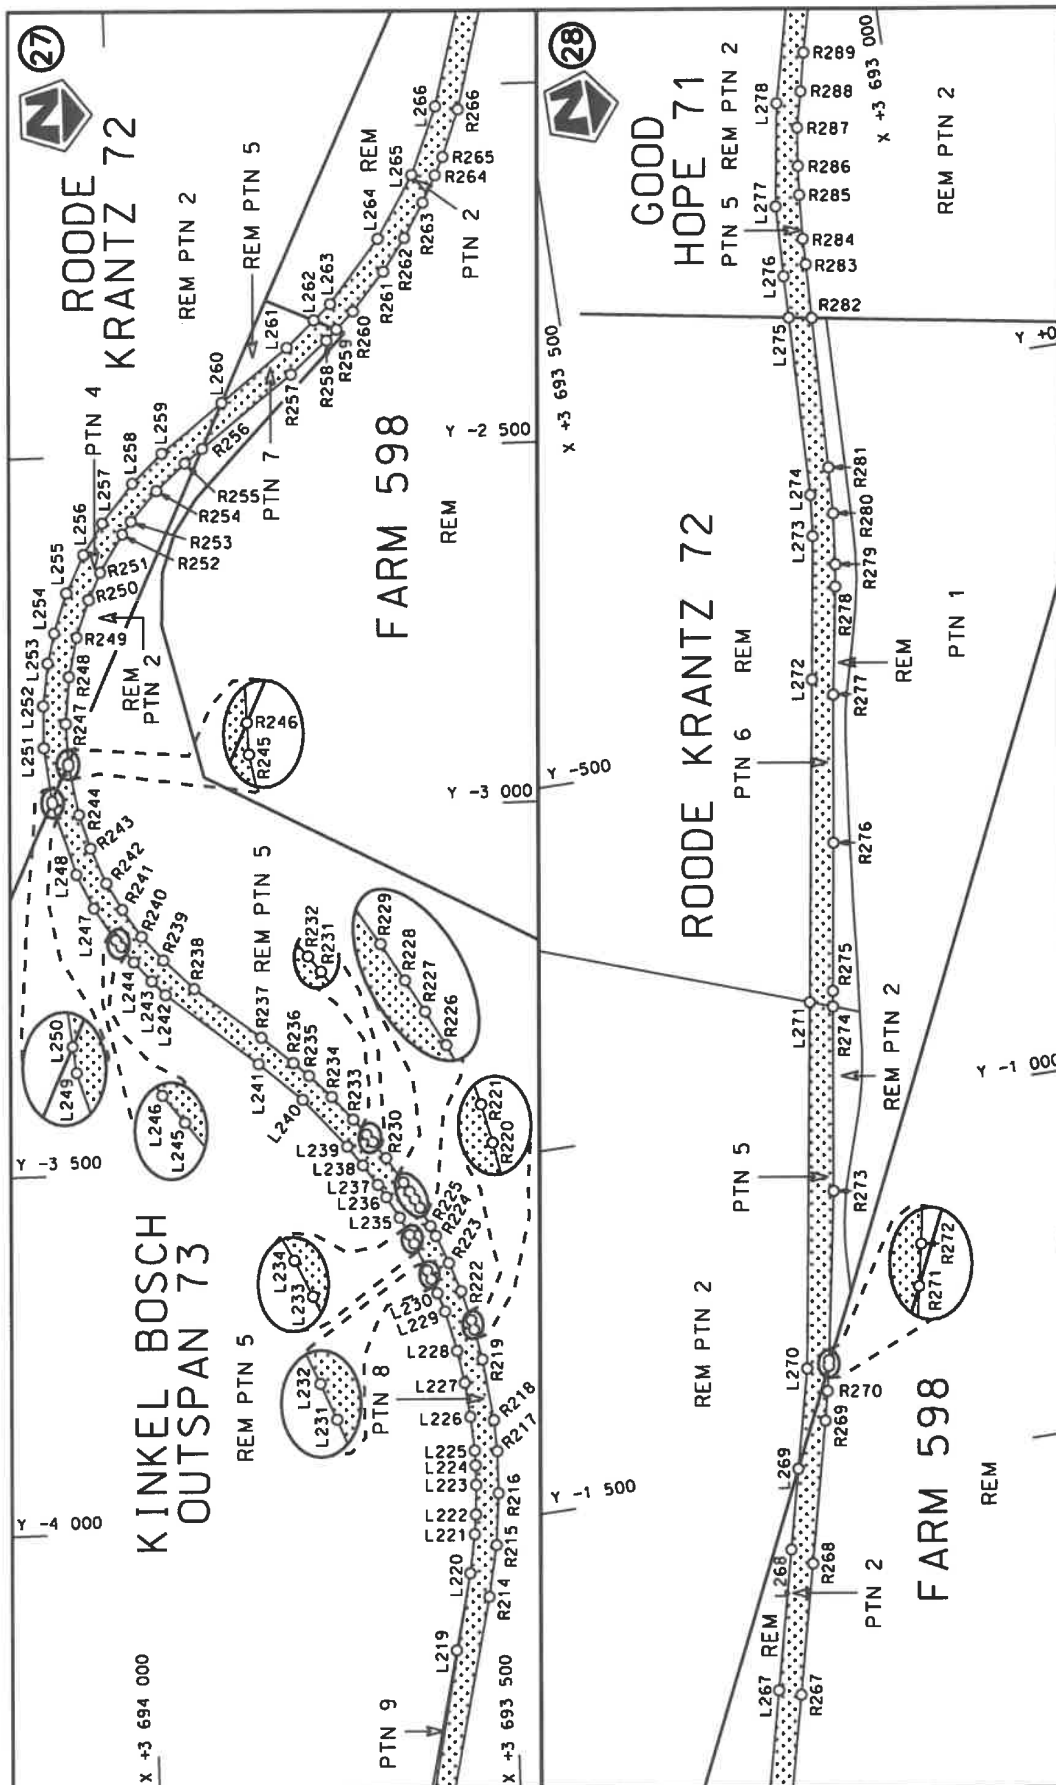 27
N
ROODE
KRANTZ 72
REM PTN 2
REM PTN 5
PTN 4
L251
L252
L253
L254
L255
L256
L257
L258
L259
L260
L261
L262
L263
L264
REM
L265
L266
R266
R265
R264
R263
PTN 2
R262
R261
R260
R259
R258
R257
PTN 7
R256
R255
R254
R253
R252
R251
R250
R249
R248
R247
REM
PTN 2
R246
R245
FARM 598
REM
Y -2 500
Y -3 000
L248
L247
L244
L243
L242
R244
R243
R242
R241
R240
R239
R238
REM PTN 5
L250
L249
L246
L245
L241
L240
L239
L238
L237
L236
L235
R237
R236
R235
R234
R233
R230
R232
R231
R229
R228
R227
R226
R225
R224
R223
R222
R221
R220
Y -3 500
KINKEL BOSCH
OUTSPAN 73
REM PTN 5
L234
L233
L232
L231
L230
L229
L228
L227
L226
L225
L224
L223
L222
L221
L220
L219
PTN 8
R219
R218
R217
R216
R215
R214
Y -4 000
X +3 694 000
PTN 9
X +3 693 500
28
N
GOOD
HOPE 71
PTN 5
REM PTN 2
L278
L277
L276
L275
R289
R288
R287
R286
R285
R284
R283
R282
X +3 693 000
REM PTN 2
Y ±0
X +3 693 500
L274
L273
L272
R281
R280
R279
R278
R277
R276
R275
R274
ROODE KRANTZ 72
PTN 6
REM
REM
PTN 1
Y -500
L271
REM PTN 2
Y -1 000
PTN 5
R273
R272
R271
REM PTN 2
L270
R270
R269
L269
Y -1 500
FARM 598
REM
L268
R268
PTN 2
REM
L267
R267